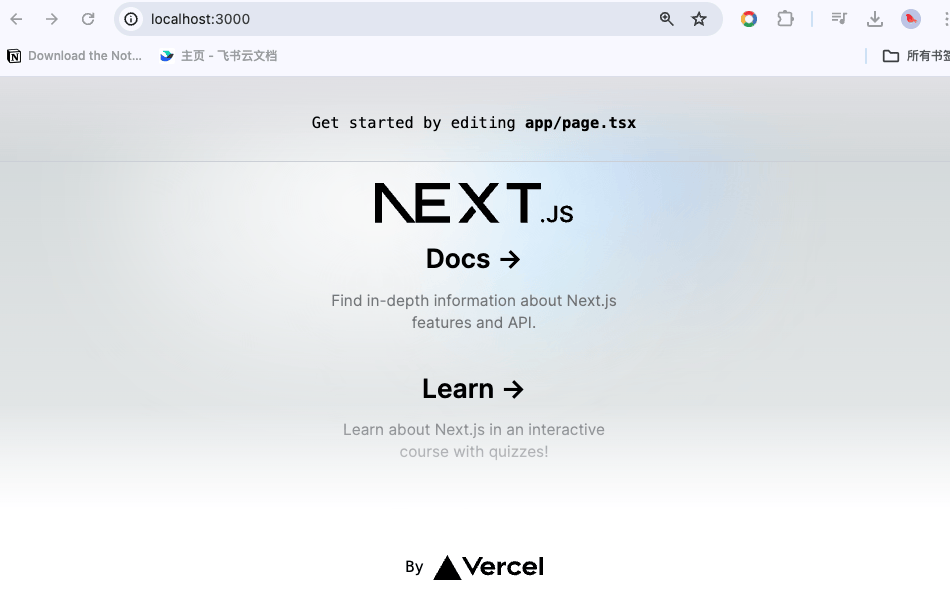 localhost:3000
Download the Not...
主页 - 飞书云文档
所有书签
Get started by editing app/page.tsx
NEXT.JS
Docs →
Find in-depth information about Next.js
features and API.
Learn →
Learn about Next.js in an interactive
course with quizzes!
By Vercel